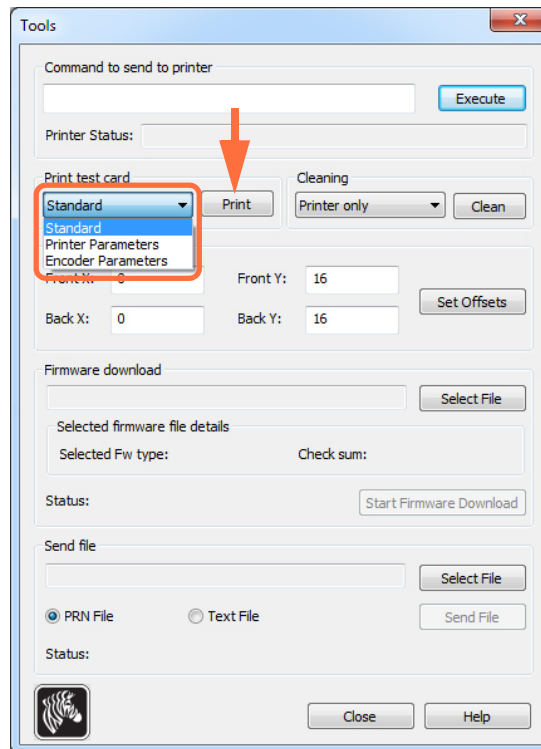 Tools
Command to send to printer
Execute
Printer Status:
Print test card
Standard
Print
Standard
Printer Parameters
Encoder Parameters
Cleaning
Printer only
Clean
Front X: 0 Front Y: 16
Back X: 0 Back Y: 16
Set Offsets
Firmware download
Select File
Selected firmware file details
Selected Fw type: Check sum:
Status:
Start Firmware Download
Send file
Select File
PRN File Text File
Send File
Status:
Close Help